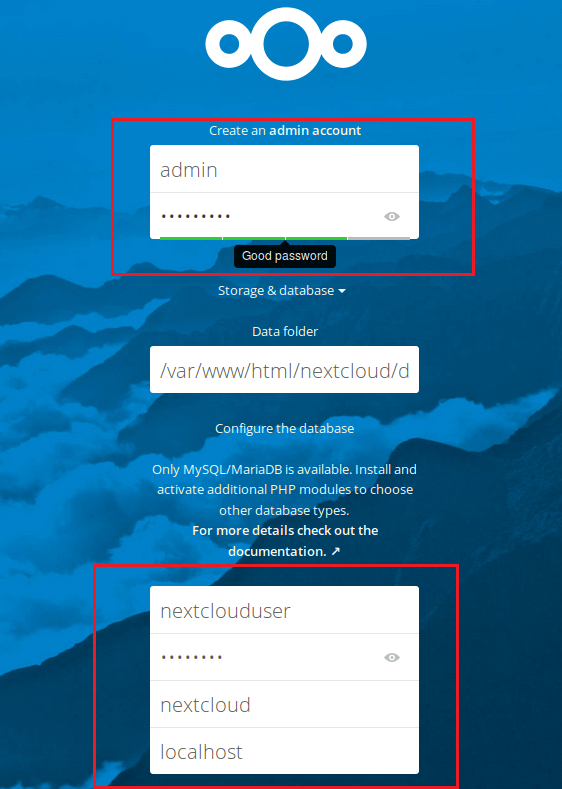 Create an admin account
admin
•••••••••
Good password
Storage & database
Data folder
/var/www/html/nextcloud/d
Configure the database
Only MySQL/MariaDB is available. Install and
activate additional PHP modules to choose
other database types.
For more details check out the
documentation. ↗
nextclouduser
••••••••
nextcloud
localhost